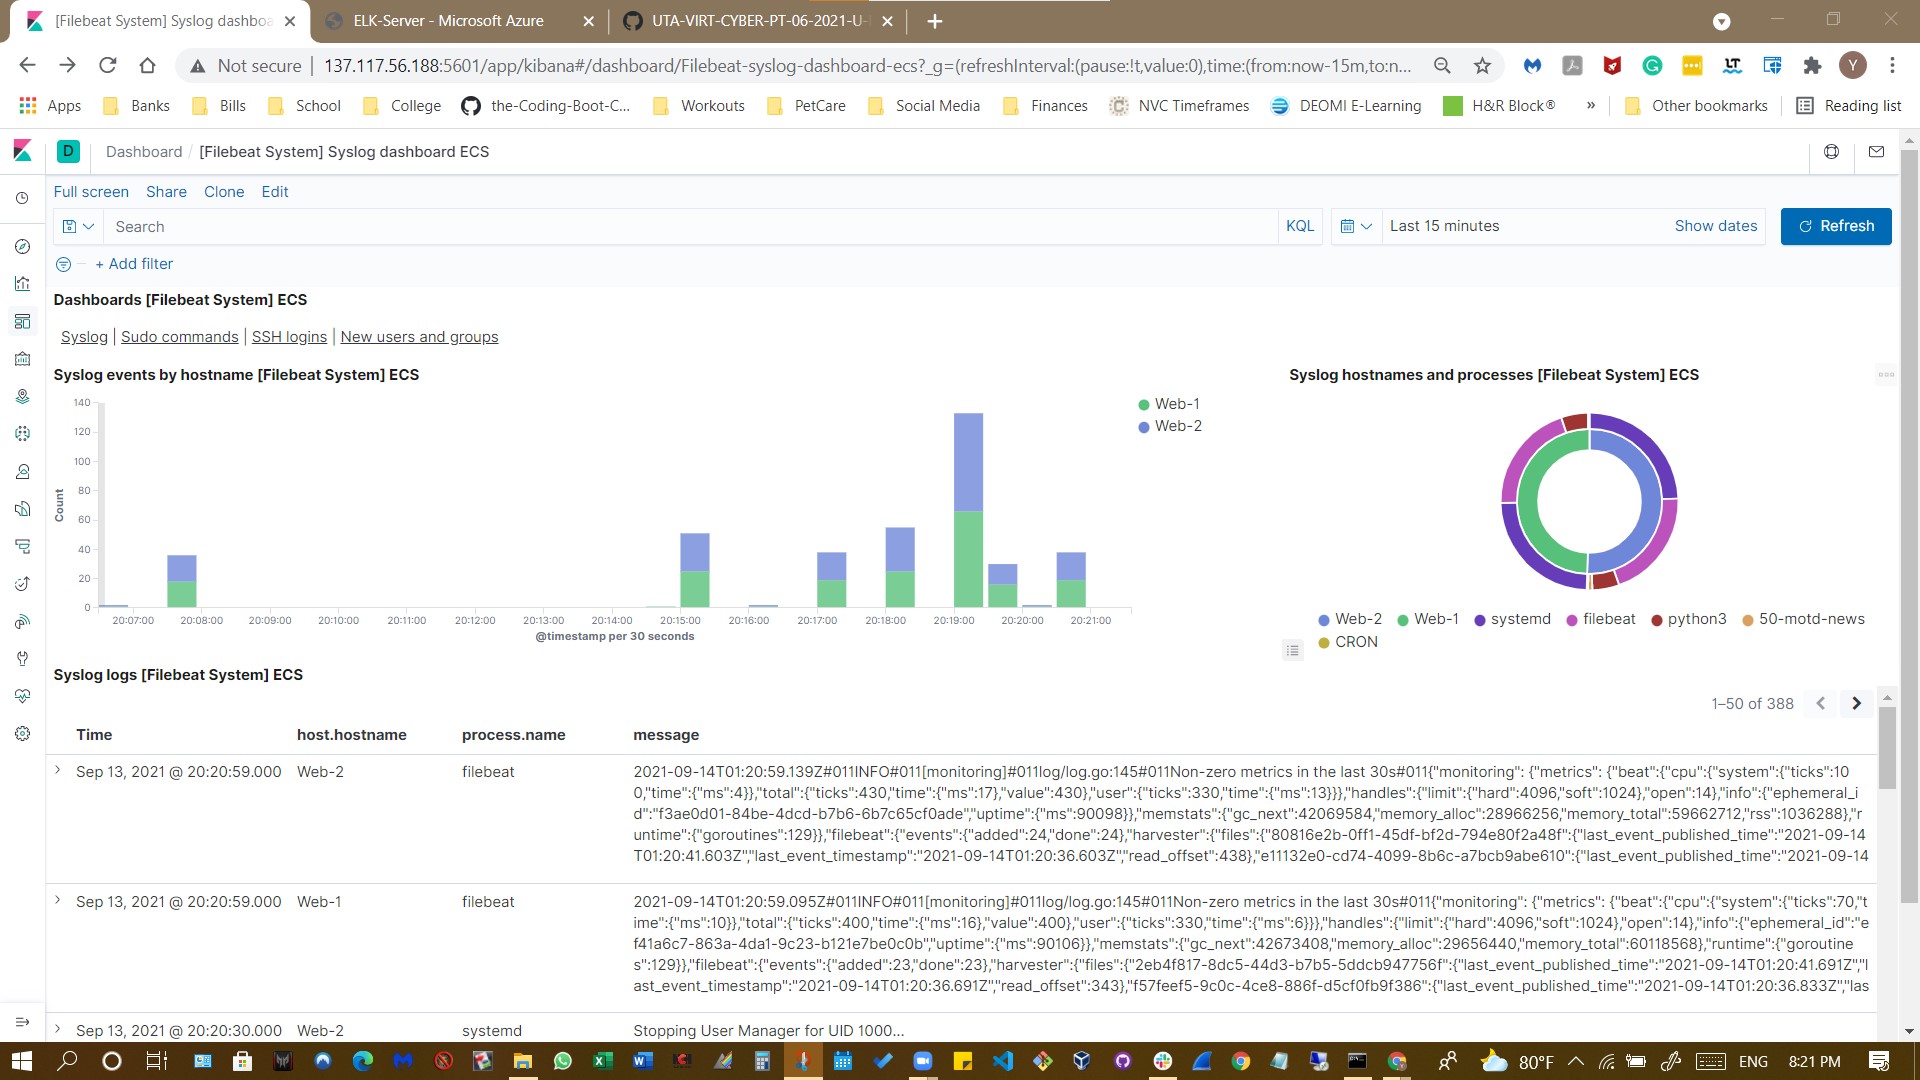 [Filebeat System] Syslog dashboa
ELK-Server - Microsoft Azure
UTA-VIRT-CYBER-PT-06-2021-U-
Not secure
137.117.56.188:5601/app/kibana#/dashboard/Filebeat-syslog-dashboard-ecs?_g=(refreshInterval:(pause:!t,value:0),time:(from:now-15m,to:n...
Y
Apps
Banks
Bills
School
College
the-Coding-Boot-C...
Workouts
PetCare
Social Media
Finances
NVC Timeframes
DEOMI E-Learning
H&R Block®
»
Other bookmarks
Reading list
D
Dashboard / [Filebeat System] Syslog dashboard ECS
Full screen Share Clone Edit
Search
KQL
Last 15 minutes
Show dates
Refresh
+ Add filter
Dashboards [Filebeat System] ECS
Syslog | Sudo commands | SSH logins | New users and groups
Syslog events by hostname [Filebeat System] ECS
140
120
100
80
60
40
20
0
Count
20:07:00 20:08:00 20:09:00 20:10:00 20:11:00 20:12:00 20:13:00 20:14:00 20:15:00 20:16:00 20:17:00 20:18:00 20:19:00 20:20:00 20:21:00
@timestamp per 30 seconds
Web-1
Web-2
Syslog hostnames and processes [Filebeat System] ECS
Web-2 Web-1 systemd filebeat python3 50-motd-news
CRON
Syslog logs [Filebeat System] ECS
1–50 of 388
Time host.hostname process.name message
Sep 13, 2021 @ 20:20:59.000 Web-2 filebeat
2021-09-14T01:20:59.139Z#011INFO#011[monitoring]#011log/log.go:145#011Non-zero metrics in the last 30s#011{"monitoring": {"metrics": {"beat":{"cpu":{"system":{"ticks":10
0,"time":{"ms":4}},"total":{"ticks":430,"time":{"ms":17},"value":430},"user":{"ticks":330,"time":{"ms":13}}},"handles":{"limit":{"hard":4096,"soft":1024},"open":14},"info":{"ephemeral_i
d":"f3ae0d01-84be-4dcd-b7b6-6b7c65cf0ade","uptime":{"ms":90098}},"memstats":{"gc_next":42069584,"memory_alloc":28966256,"memory_total":59662712,"rss":1036288},"r
untime":{"goroutines":129}},"filebeat":{"events":{"added":24,"done":24},"harvester":{"files":{"80816e2b-0ff1-45df-bf2d-794e80f2a48f":{"last_event_published_time":"2021-09-14
T01:20:41.603Z","last_event_timestamp":"2021-09-14T01:20:36.603Z","read_offset":438},"e11132e0-cd74-4099-8b6c-a7bcb9abe610":{"last_event_published_time":"2021-09-14
Sep 13, 2021 @ 20:20:59.000 Web-1 filebeat
2021-09-14T01:20:59.095Z#011INFO#011[monitoring]#011log/log.go:145#011Non-zero metrics in the last 30s#011{"monitoring": {"metrics": {"beat":{"cpu":{"system":{"ticks":70,"t
ime":{"ms":10}},"total":{"ticks":400,"time":{"ms":16},"value":400},"user":{"ticks":330,"time":{"ms":6}}},"handles":{"limit":{"hard":4096,"soft":1024},"open":14},"info":{"ephemeral_id":"e
ef41a6c7-863a-4da1-9c23-b121e7be0c0b","uptime":{"ms":90106}},"memstats":{"gc_next":42673408,"memory_alloc":29656440,"memory_total":60118568},"runtime":{"goroutine
s":129}},"filebeat":{"events":{"added":23,"done":23},"harvester":{"files":{"2eb4f817-8dc5-44d3-b7b5-5ddcb947756f":{"last_event_published_time":"2021-09-14T01:20:41.691Z","l
ast_event_timestamp":"2021-09-14T01:20:36.691Z","read_offset":343},"f57feef5-9c0c-4ce8-886f-d5cf0fb9f386":{"last_event_published_time":"2021-09-14T01:20:36.833Z","las
Sep 13, 2021 @ 20:20:30.000 Web-2 systemd Stopping User Manager for UID 1000...
80°F
ENG
8:21 PM